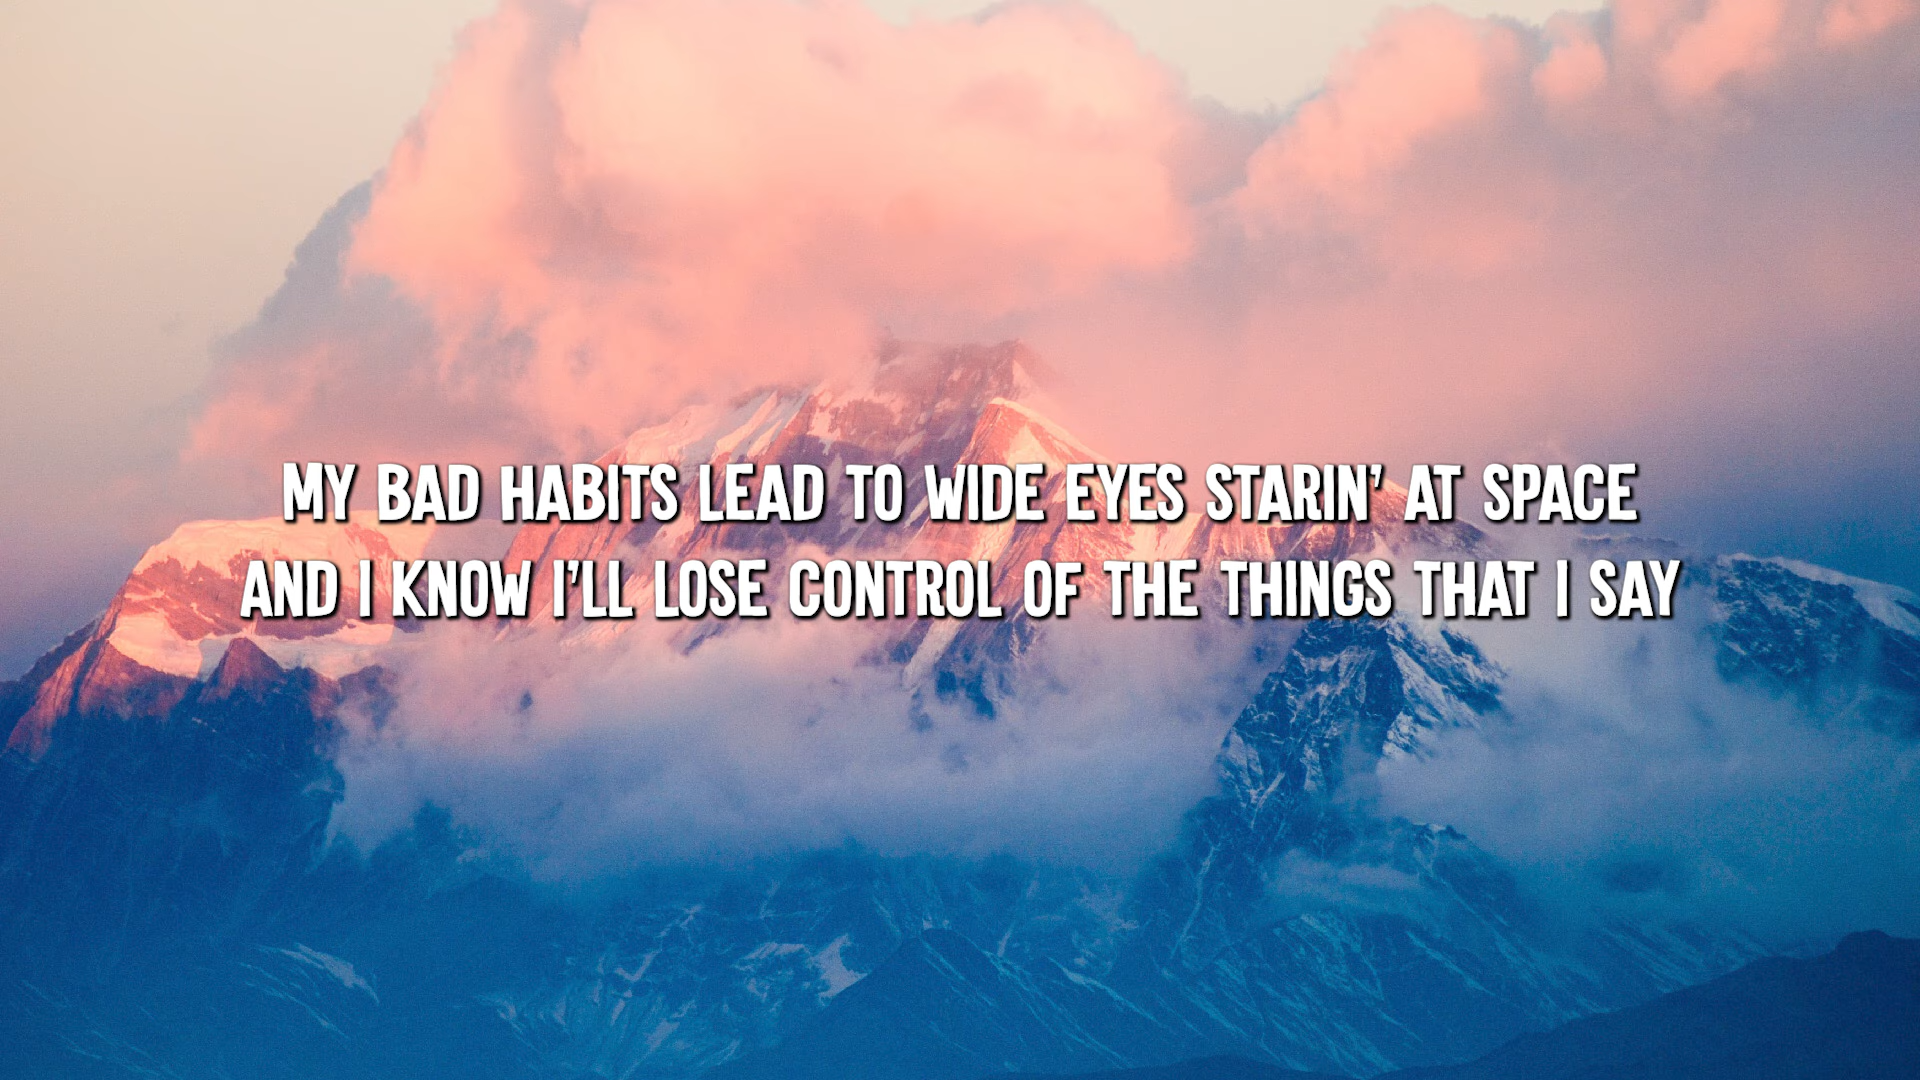 MY BAD HABITS LEAD TO WIDE EYES STARIN' AT SPACE
AND I KNOW I'LL LOSE CONTROL OF THE THINGS THAT I SAY